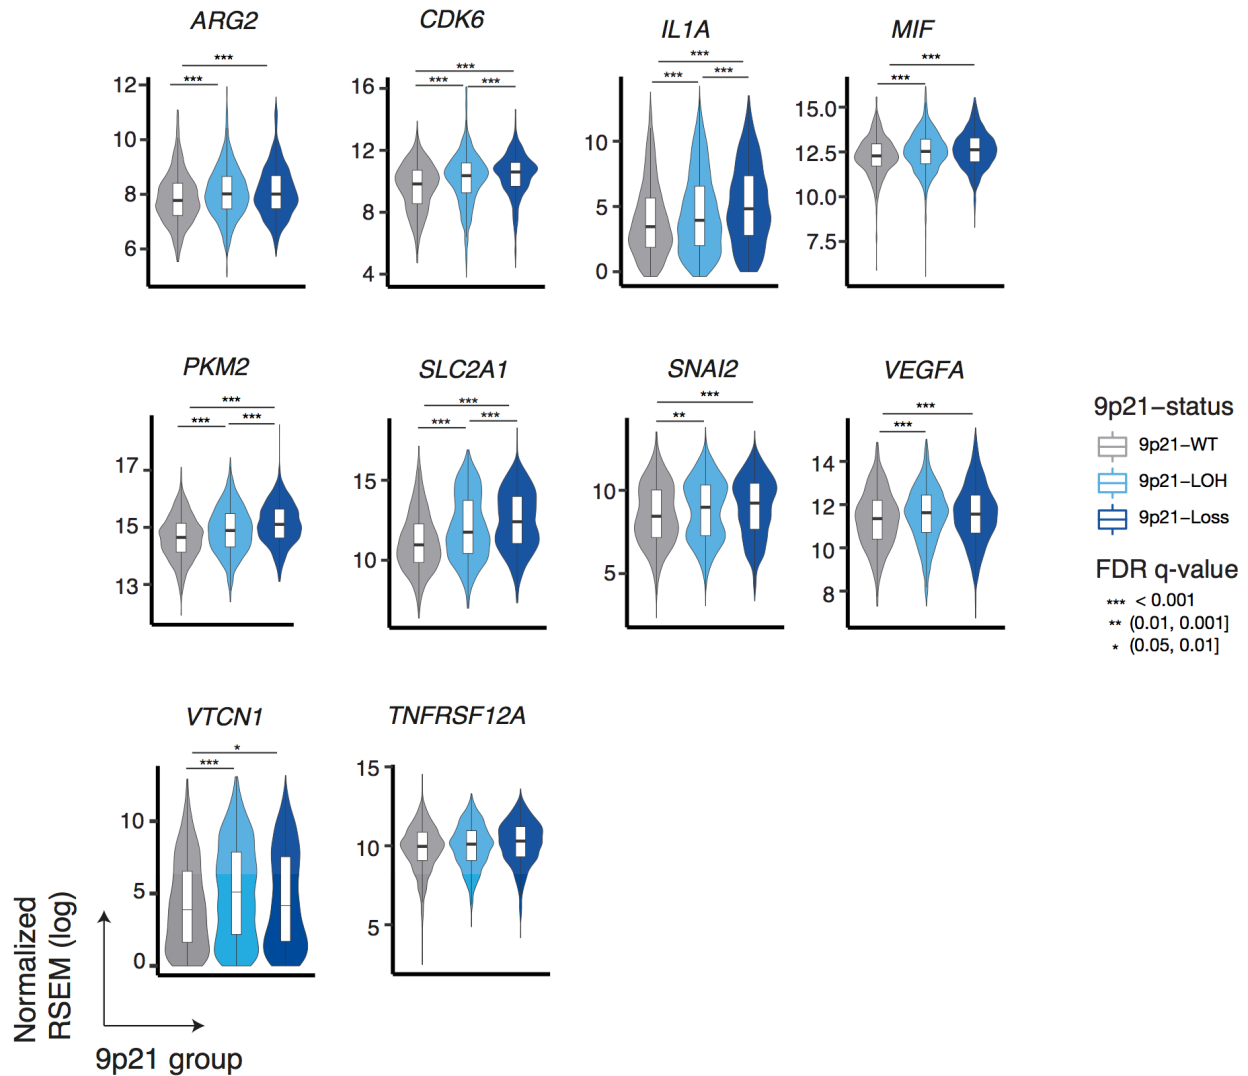 ARG2
CDK6
IL1A
MIF
***
***
12
10
8
6
***
***
***
16
12
8
4
***
***
***
10
5
0
***
***
15.0
12.5
10.0
7.5
PKM2
SLC2A1
SNAI2
VEGFA
***
***
***
17
15
13
***
***
***
15
10
***
**
10
5
***
***
14
12
10
8
9p21−status
9p21−WT
9p21−LOH
9p21−Loss
FDR q-value
*** < 0.001
** (0.01, 0.001]
* (0.05, 0.01]
VTCN1
TNFRSF12A
*
***
10
5
0
15
10
5
Normalized
RSEM (log)
9p21 group